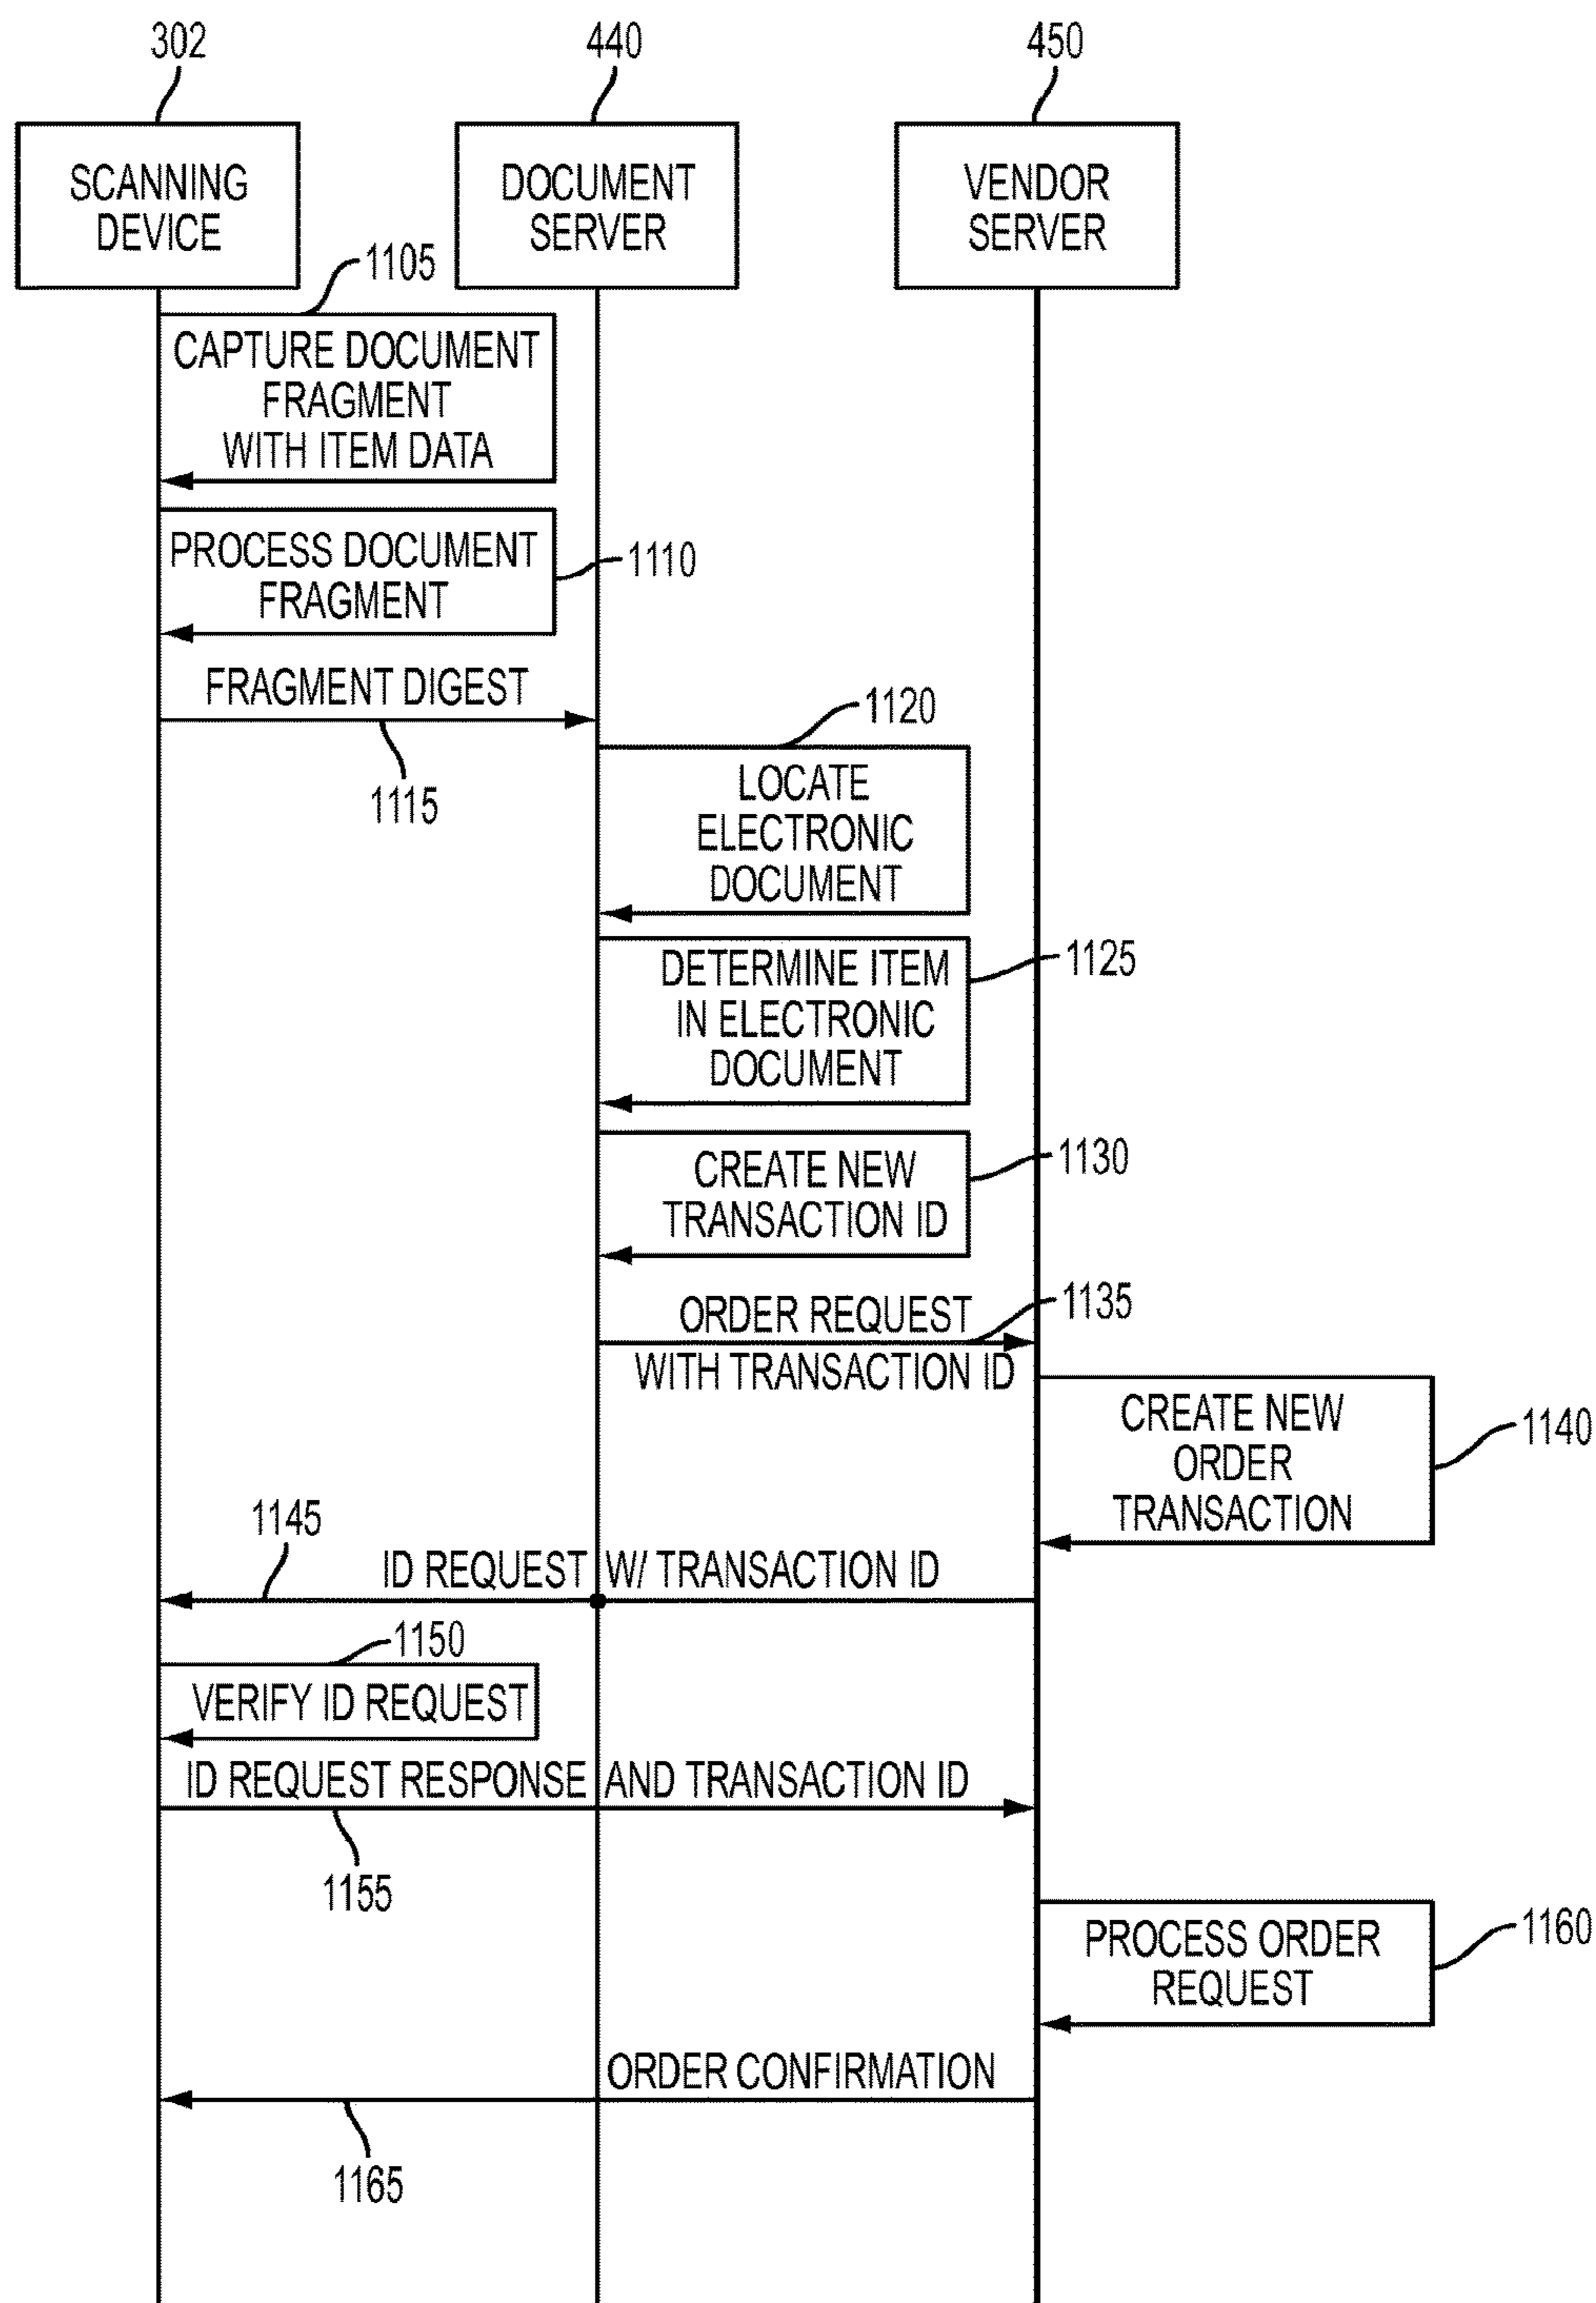 302
440
450
SCANNING
DEVICE
DOCUMENT
SERVER
VENDOR
SERVER
1105
CAPTURE DOCUMENT
FRAGMENT
WITH ITEM DATA
PROCESS DOCUMENT
FRAGMENT
1110
FRAGMENT DIGEST
1115
1120
LOCATE
ELECTRONIC
DOCUMENT
1125
DETERMINE ITEM
IN ELECTRONIC
DOCUMENT
1130
CREATE NEW
TRANSACTION ID
1135
ORDER REQUEST
WITH TRANSACTION ID
CREATE NEW
ORDER
TRANSACTION
1140
1145
ID REQUEST W/ TRANSACTION ID
1150
VERIFY ID REQUEST
ID REQUEST RESPONSE AND TRANSACTION ID
1155
PROCESS ORDER
REQUEST
1160
ORDER CONFIRMATION
1165